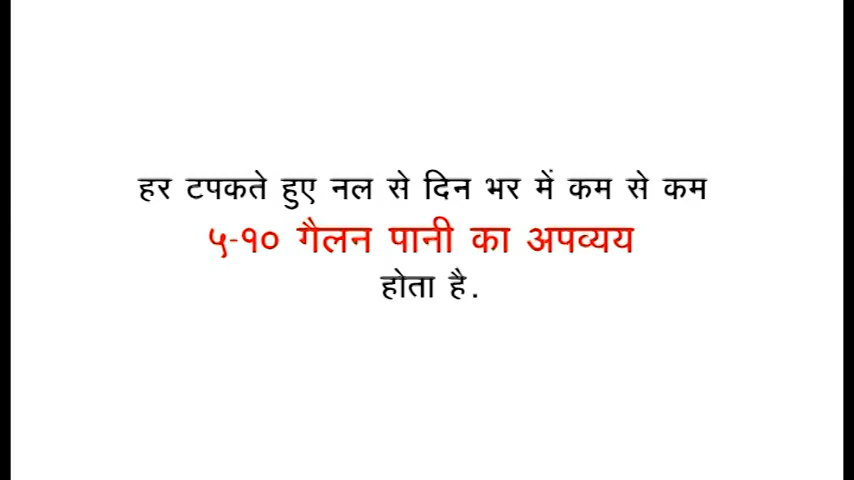 हर टपकते हुए नल से दिन भर में कम से कम
५-१० गैलन पानी का अपव्यय
होता है.